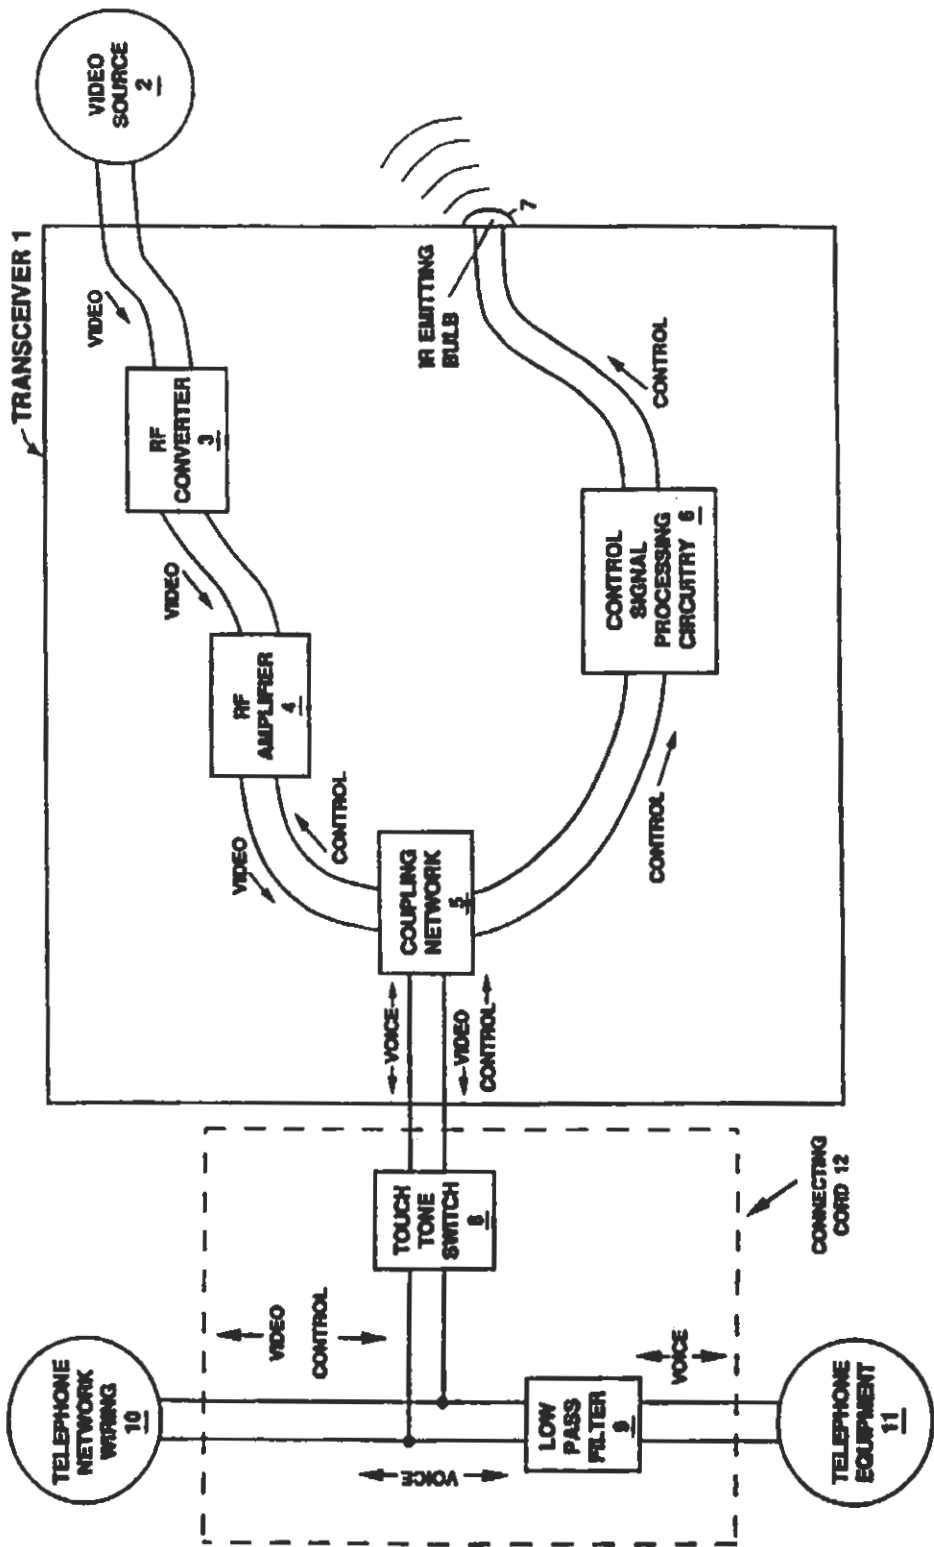 TRANSCEIVER 1
VIDEO
SOURCE
2
VIDEO
RF
CONVERTER
3
VIDEO
RF
AMPLIFIER
4
VIDEO
CONTROL
COUPLING
NETWORK
5
CONTROL
CONTROL
SIGNAL
PROCESSING
CIRCUITRY 6
CONTROL
IR EMITTING
BULB
7
VOICE
VIDEO
CONTROL
TOUCH
TONE
SWITCH
8
CONNECTING
CORD 12
VIDEO
CONTROL
TELEPHONE
NETWORK
WIRING
10
VOICE
LOW
PASS
FILTER
9
VOICE
TELEPHONE
EQUIPMENT
11